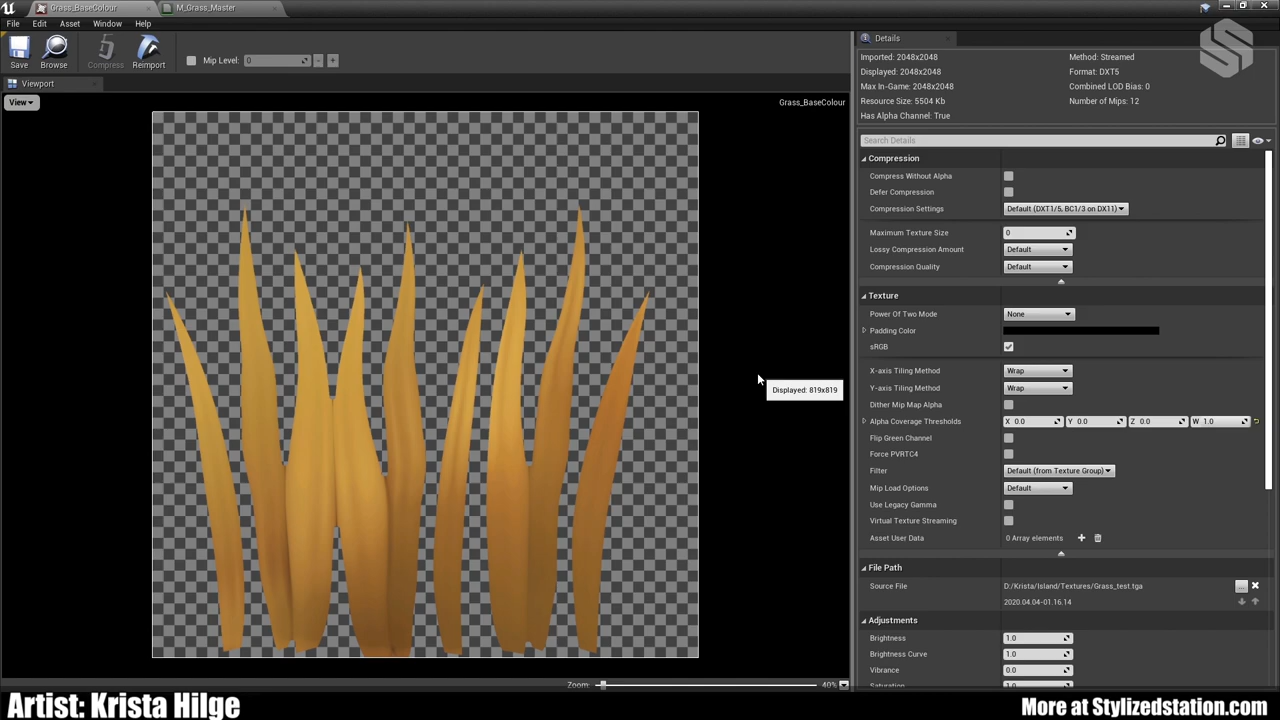 Grass_BaseColour
M_Grass_Master
File Edit Asset Window Help
Save Browse Compress Reimport
Mip Level: 0 - +
Viewport
View
Grass_BaseColour
Displayed: 819x819
Zoom: 40%
Details
Imported: 2048x2048 Method: Streamed
Displayed: 2048x2048 Format: DXT5
Max In-Game: 2048x2048 Combined LOD Bias: 0
Resource Size: 5504 Kb Number of Mips: 12
Has Alpha Channel: True
Search Details
Compression
Compress Without Alpha
Defer Compression
Compression Settings Default (DXT1/5, BC1/3 on DX11)
Maximum Texture Size 0
Lossy Compression Amount Default
Compression Quality Default
Texture
Power Of Two Mode None
Padding Color
sRGB
X-axis Tiling Method Wrap
Y-axis Tiling Method Wrap
Dither Mip Map Alpha
Alpha Coverage Thresholds X 0.0 Y 0.0 Z 0.0 W 1.0
Flip Green Channel
Force PVRTC4
Filter Default (from Texture Group)
Mip Load Options Default
Use Legacy Gamma
Virtual Texture Streaming
Asset User Data 0 Array elements
File Path
Source File D:/Krista/Island/Textures/Grass_test.tga ...
2020.04.04-01.16.14
Adjustments
Brightness 1.0
Brightness Curve 1.0
Vibrance 0.0
Saturation 1.0
Artist: Krista Hilge
More at Stylizedstation.com